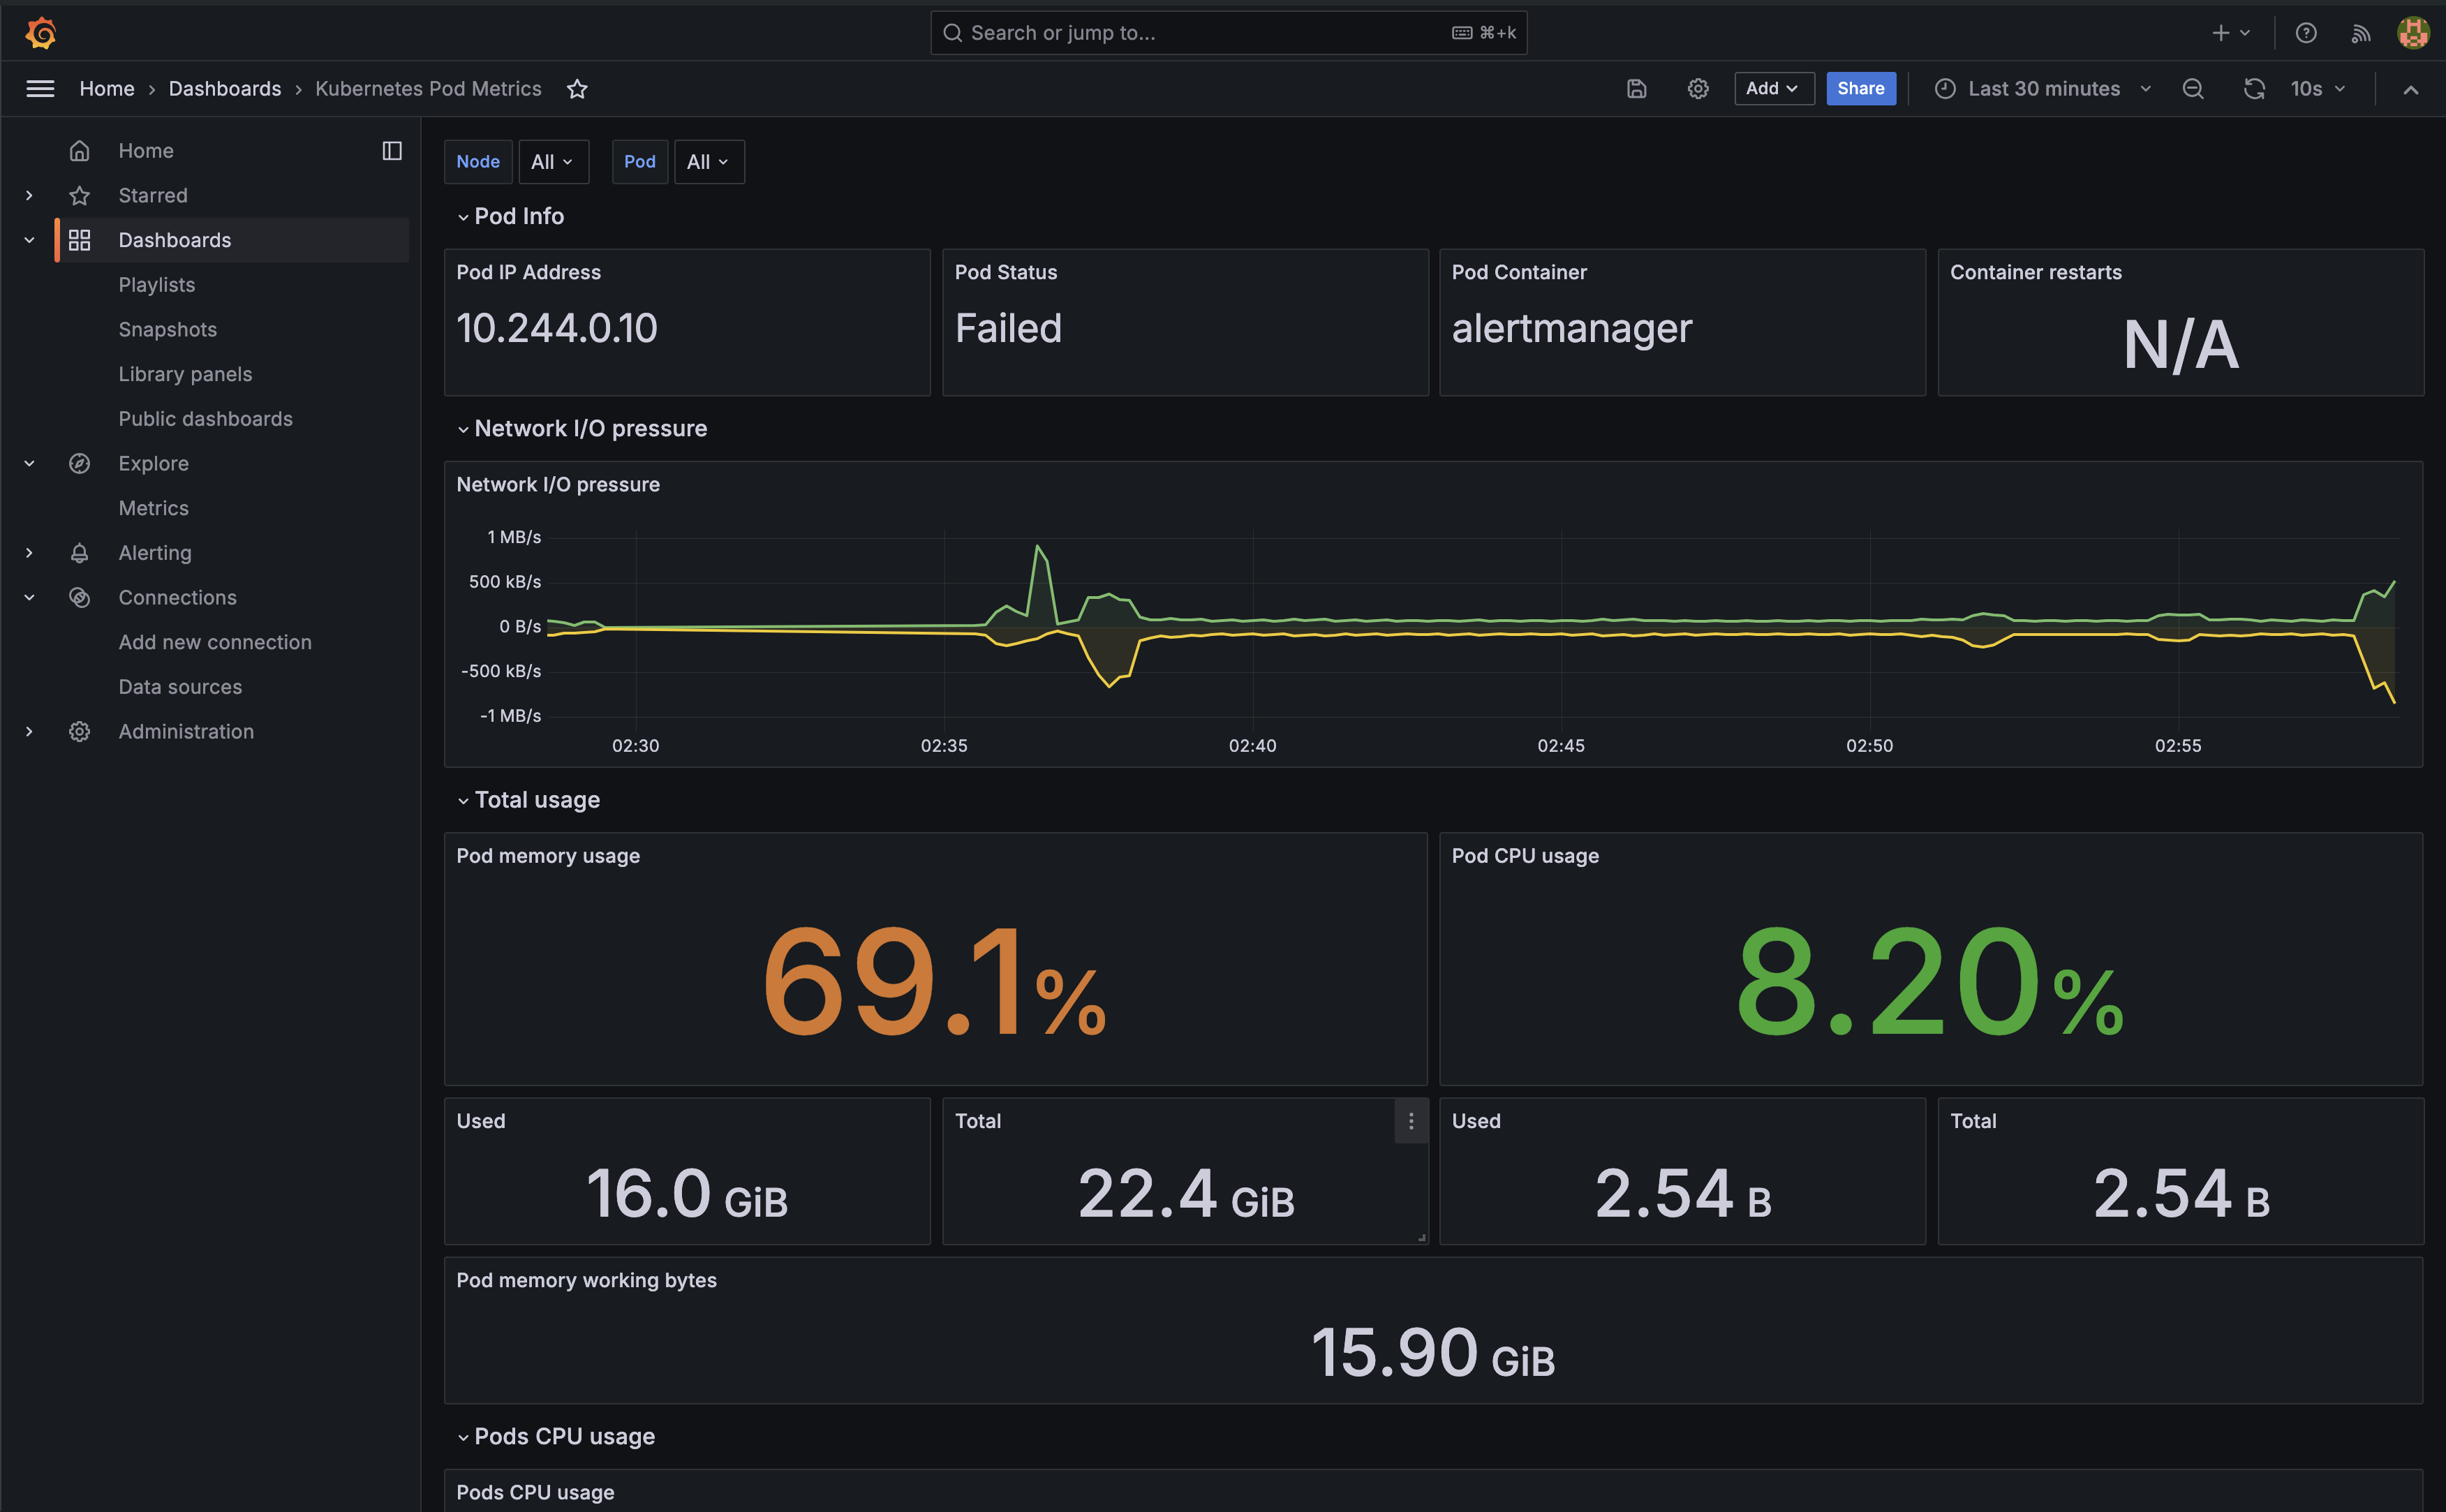 Search or jump to...
⌘+k
Home › Dashboards › Kubernetes Pod Metrics
Add
Share
Last 30 minutes
10s
Home
Starred
Dashboards
Playlists
Snapshots
Library panels
Public dashboards
Explore
Metrics
Alerting
Connections
Add new connection
Data sources
Administration
Node All Pod All
Pod Info
Pod IP Address
10.244.0.10
Pod Status
Failed
Pod Container
alertmanager
Container restarts
N/A
Network I/O pressure
Network I/O pressure
1 MB/s
500 kB/s
0 B/s
-500 kB/s
-1 MB/s
02:30 02:35 02:40 02:45 02:50 02:55
Total usage
Pod memory usage
69.1%
Pod CPU usage
8.20%
Used
16.0 GiB
Total
22.4 GiB
Used
2.54 B
Total
2.54 B
Pod memory working bytes
15.90 GiB
Pods CPU usage
Pods CPU usage